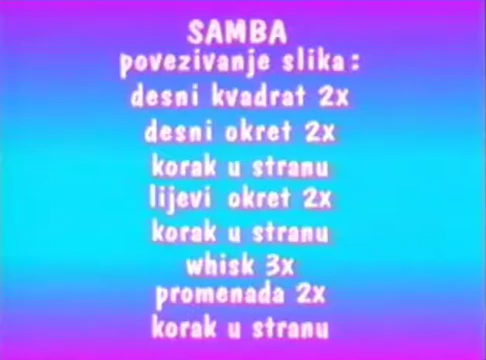 SAMBA
povezivanje slika:
desni kvadrat 2x
desni okret 2x
korak u stranu
lijevi okret 2x
korak u stranu
whisk 3x
promenada 2x
korak u stranu